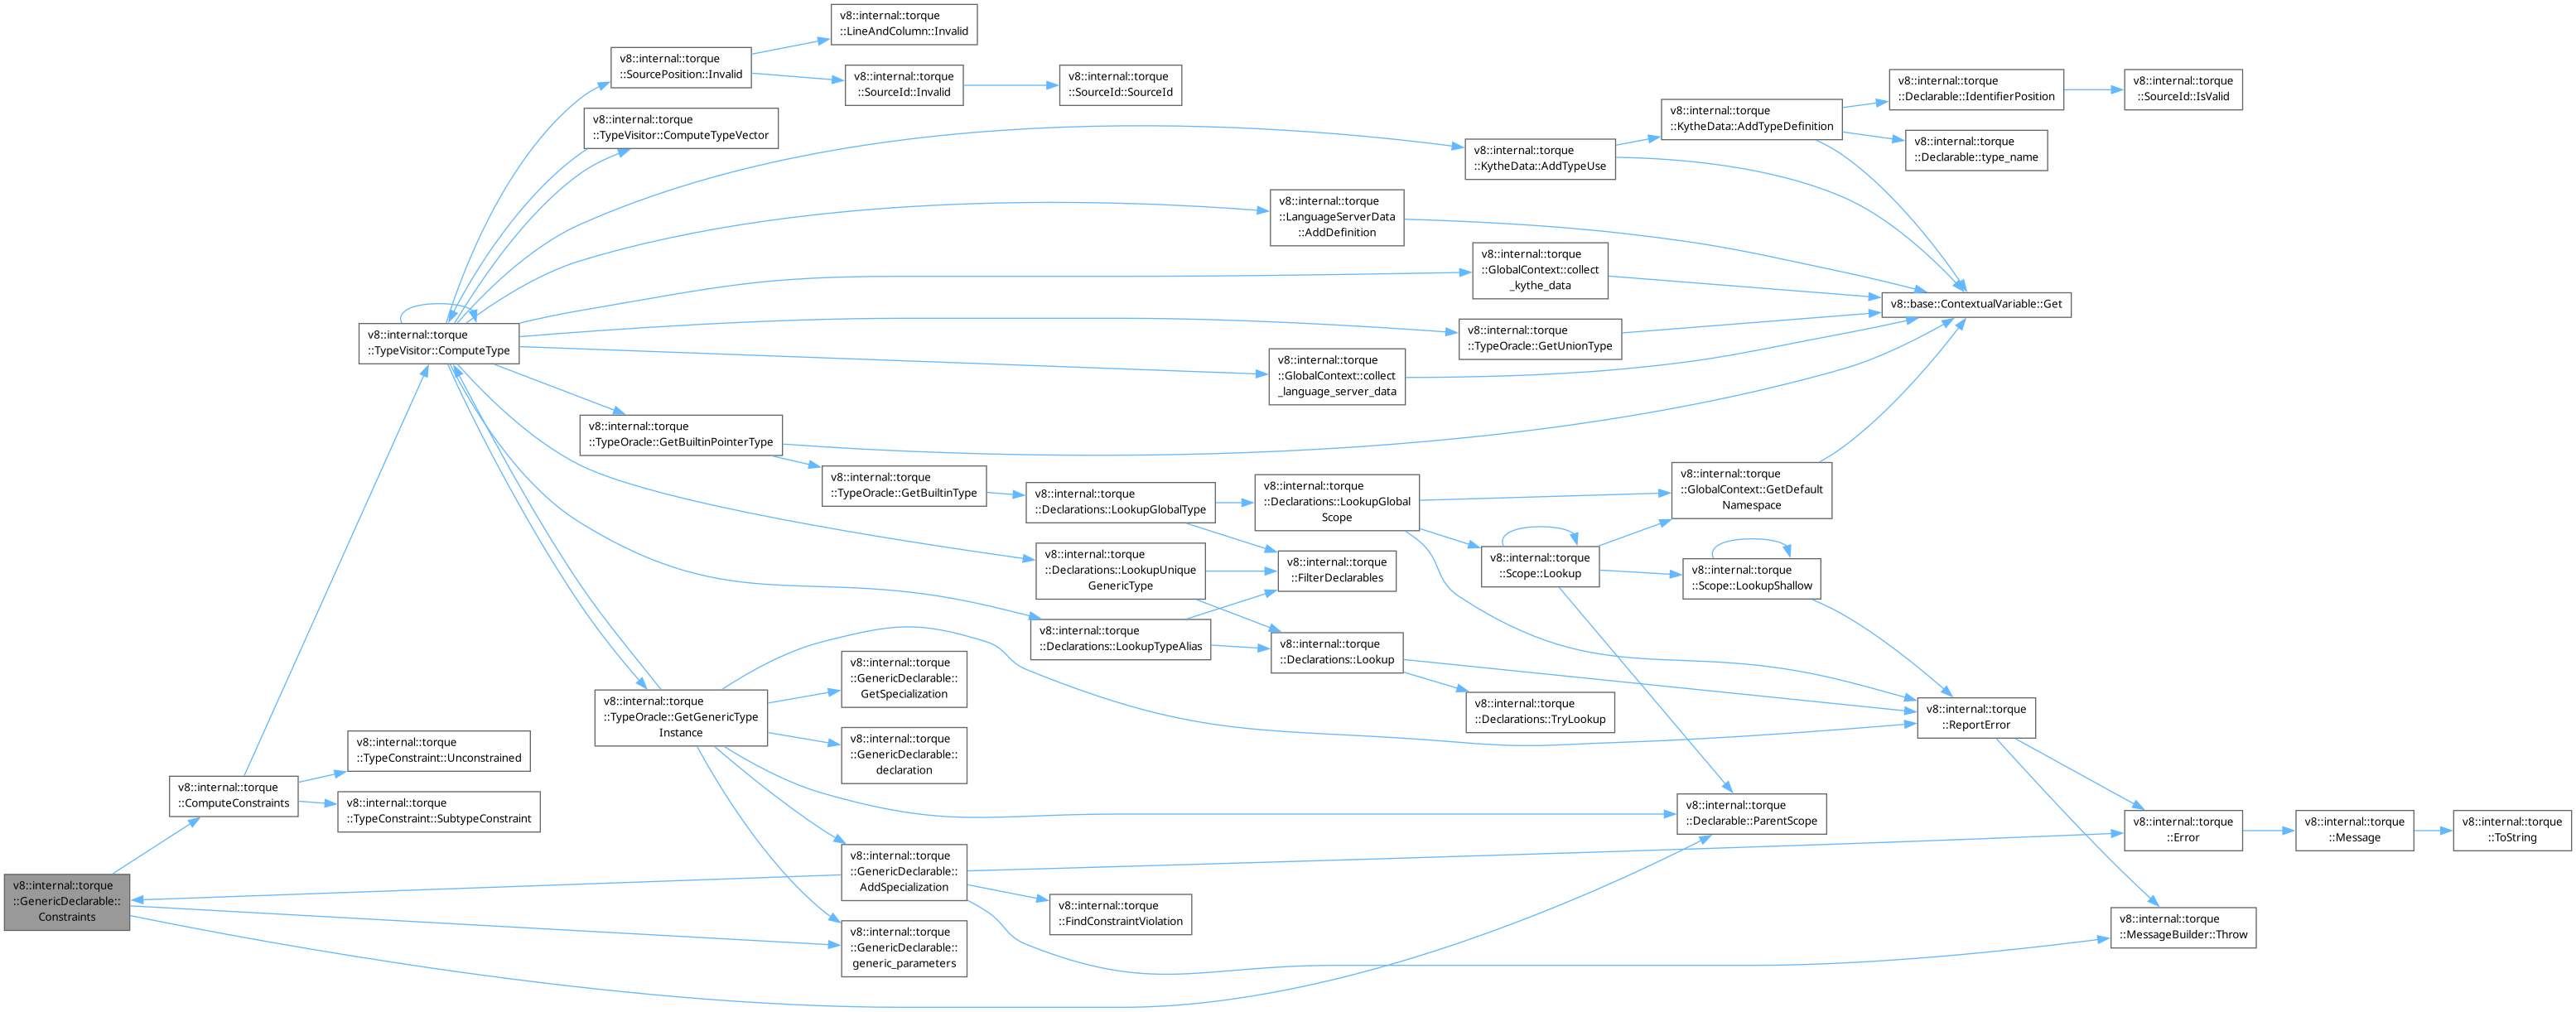 v8::internal::torque
::LineAndColumn::Invalid
v8::internal::torque
::SourcePosition::Invalid
v8::internal::torque
::SourceId::Invalid
v8::internal::torque
::SourceId::SourceId
v8::internal::torque
::Declarable::IdentifierPosition
v8::internal::torque
::SourceId::IsValid
v8::internal::torque
::TypeVisitor::ComputeTypeVector
v8::internal::torque
::KytheData::AddTypeDefinition
v8::internal::torque
::Declarable::type_name
v8::internal::torque
::KytheData::AddTypeUse
v8::internal::torque
::LanguageServerData
::AddDefinition
v8::internal::torque
::GlobalContext::collect
_kythe_data
v8::base::ContextualVariable::Get
v8::internal::torque
::TypeVisitor::ComputeType
v8::internal::torque
::TypeOracle::GetUnionType
v8::internal::torque
::GlobalContext::collect
_language_server_data
v8::internal::torque
::TypeOracle::GetBuiltinPointerType
v8::internal::torque
::TypeOracle::GetBuiltinType
v8::internal::torque
::Declarations::LookupGlobalType
v8::internal::torque
::Declarations::LookupGlobal
Scope
v8::internal::torque
::GlobalContext::GetDefault
Namespace
v8::internal::torque
::Declarations::LookupUnique
GenericType
v8::internal::torque
::FilterDeclarables
v8::internal::torque
::Scope::Lookup
v8::internal::torque
::Scope::LookupShallow
v8::internal::torque
::Declarations::LookupTypeAlias
v8::internal::torque
::Declarations::Lookup
v8::internal::torque
::Declarations::TryLookup
v8::internal::torque
::GenericDeclarable::
GetSpecialization
v8::internal::torque
::TypeOracle::GetGenericType
Instance
v8::internal::torque
::ReportError
v8::internal::torque
::GenericDeclarable::
declaration
v8::internal::torque
::TypeConstraint::Unconstrained
v8::internal::torque
::ComputeConstraints
v8::internal::torque
::TypeConstraint::SubtypeConstraint
v8::internal::torque
::Declarable::ParentScope
v8::internal::torque
::Error
v8::internal::torque
::Message
v8::internal::torque
::ToString
v8::internal::torque
::GenericDeclarable::
AddSpecialization
v8::internal::torque
::GenericDeclarable::
Constraints
v8::internal::torque
::FindConstraintViolation
v8::internal::torque
::MessageBuilder::Throw
v8::internal::torque
::GenericDeclarable::
generic_parameters